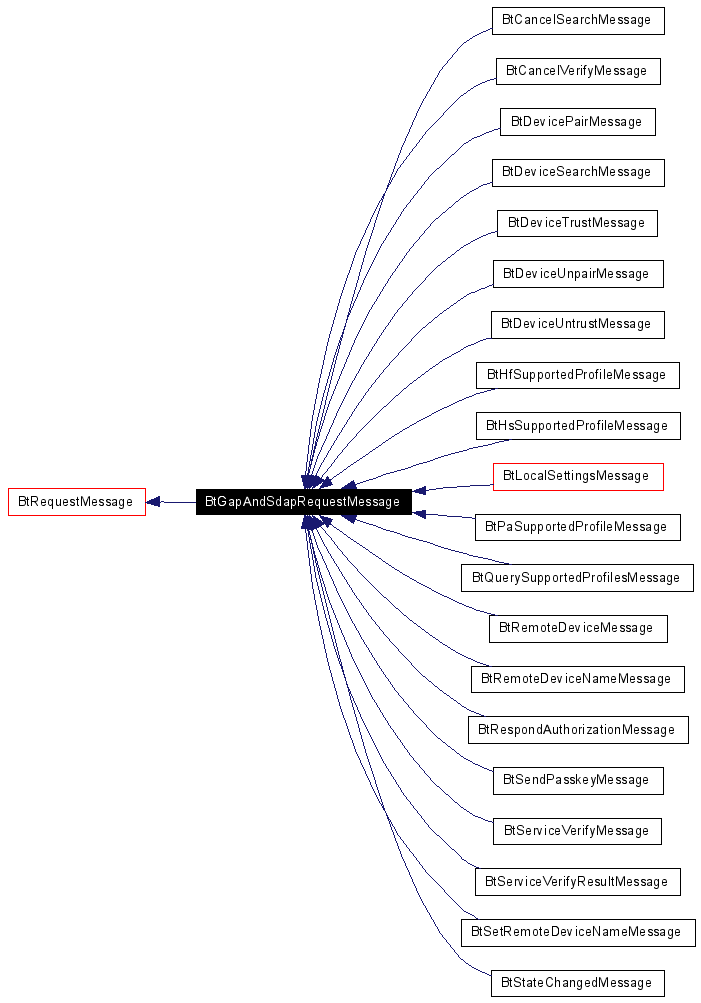 BtCancelSearchMessage
BtCancelVerifyMessage
BtDevicePairMessage
BtDeviceSearchMessage
BtDeviceTrustMessage
BtDeviceUnpairMessage
BtDeviceUntrustMessage
BtHfSupportedProfileMessage
BtHsSupportedProfileMessage
BtLocalSettingsMessage
BtRequestMessage
BtGapAndSdapRequestMessage
BtPaSupportedProfileMessage
BtQuerySupportedProfilesMessage
BtRemoteDeviceMessage
BtRemoteDeviceNameMessage
BtRespondAuthorizationMessage
BtSendPasskeyMessage
BtServiceVerifyMessage
BtServiceVerifyResultMessage
BtSetRemoteDeviceNameMessage
BtStateChangedMessage